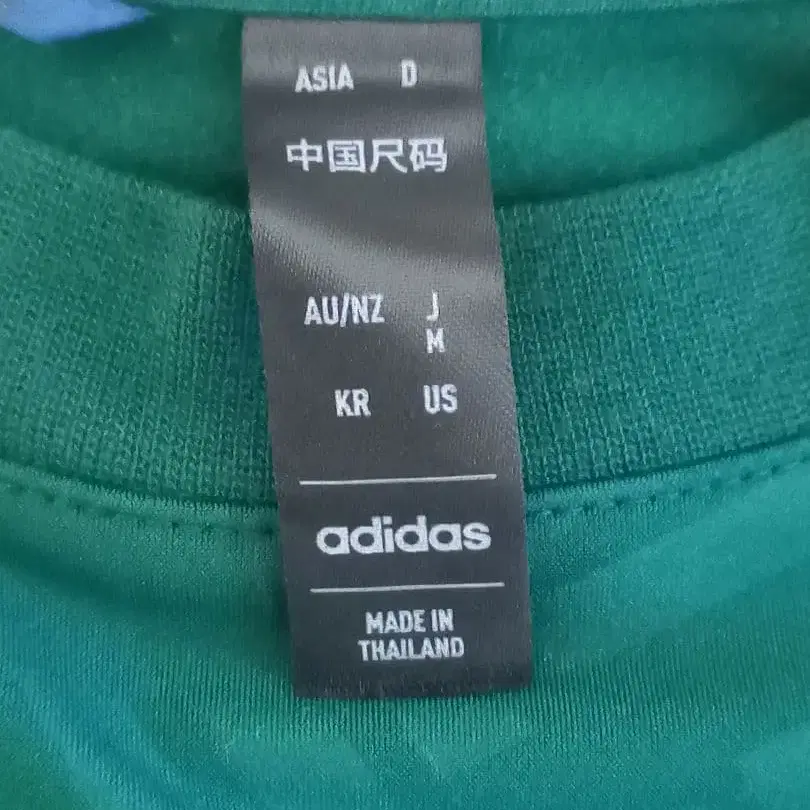 ASIA D
中国尺码
AU/NZ J
M
KR US
adidas
MADE IN
THAILAND